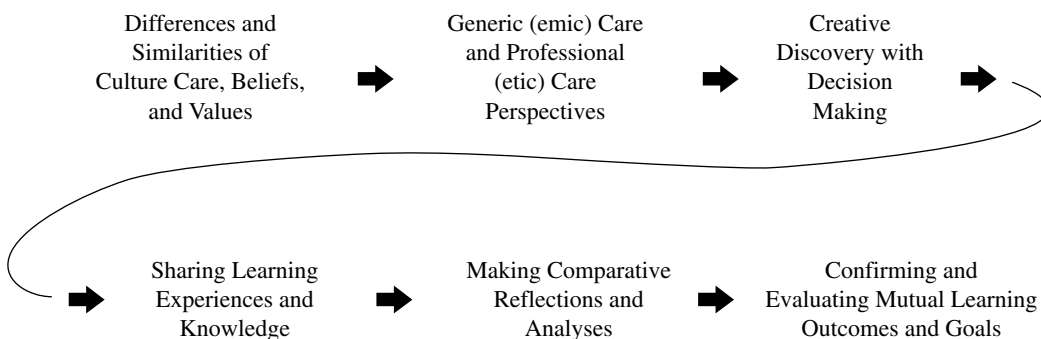 Differences and
Similarities of
Culture Care, Beliefs,
and Values
Generic (emic) Care
and Professional
(etic) Care
Perspectives
Creative
Discovery with
Decision
Making
Sharing Learning
Experiences and
Knowledge
Making Comparative
Reflections and
Analyses
Confirming and
Evaluating Mutual Learning
Outcomes and Goals